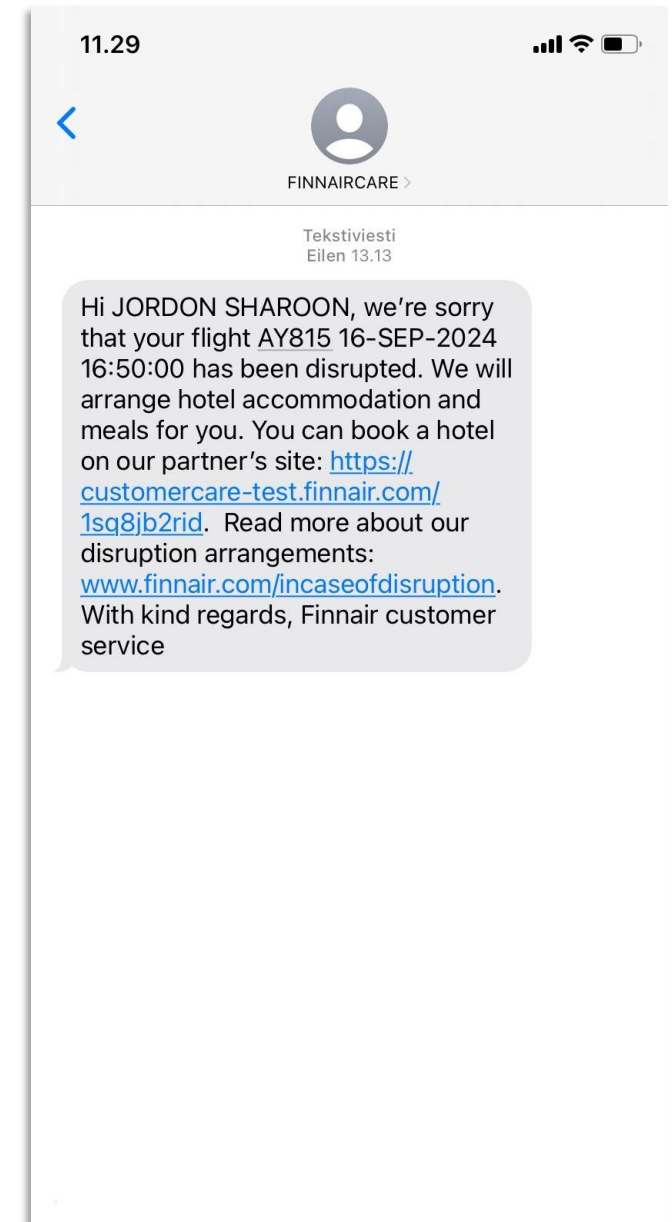 11.29
FINNAIRCARE >
Tekstiviesti
Eilen 13.13
Hi JORDON SHAROON, we’re sorry
that your flight AY815 16-SEP-2024
16:50:00 has been disrupted. We will
arrange hotel accommodation and
meals for you. You can book a hotel
on our partner’s site: https://
customercare-test.finnair.com/
1sq8jb2rid.  Read more about our
disruption arrangements:
www.finnair.com/incaseofdisruption.
With kind regards, Finnair customer
service